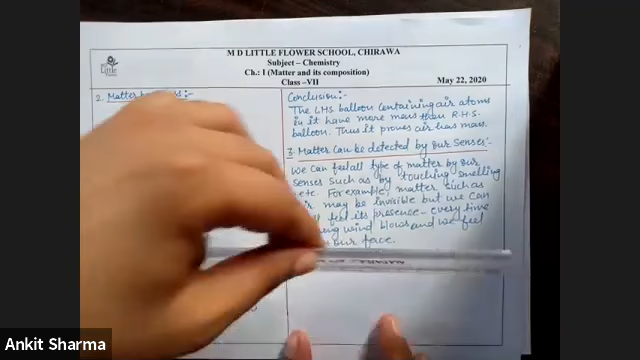 M D LITTLE FLOWER SCHOOL, CHIRAWA
Subject – Chemistry
Ch.: I (Matter and its composition)
Class –VII
May 22, 2020
Little
2. Matter
Conclusion:-
The LHS balloon containing air atoms
in it have more mass then R.H.S
balloon. Thus it proves air has mass.
3. Matter can be detected by our senses:-
We can feel all type of matter by our
senses such as by touching smelling
etc. For example, matter such as
may be invisible but we can
feel its presence – every time
wind blows and we feel
our face.
Ankit Sharma